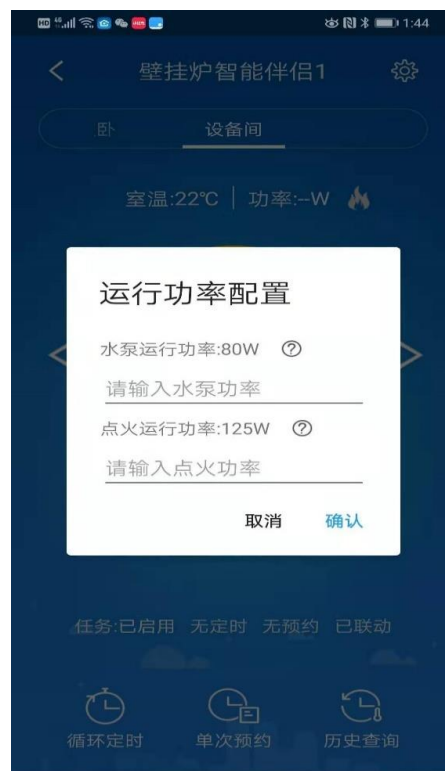 HD 4G 1:44
壁挂炉智能伴侣1
卧 设备间
室温:22℃ 功率:--W
运行功率配置
水泵运行功率:80W
请输入水泵功率
点火运行功率:125W
请输入点火功率
取消 确认
任务:已启用 无定时 无预约 已联动
循环定时 单次预约 历史查询